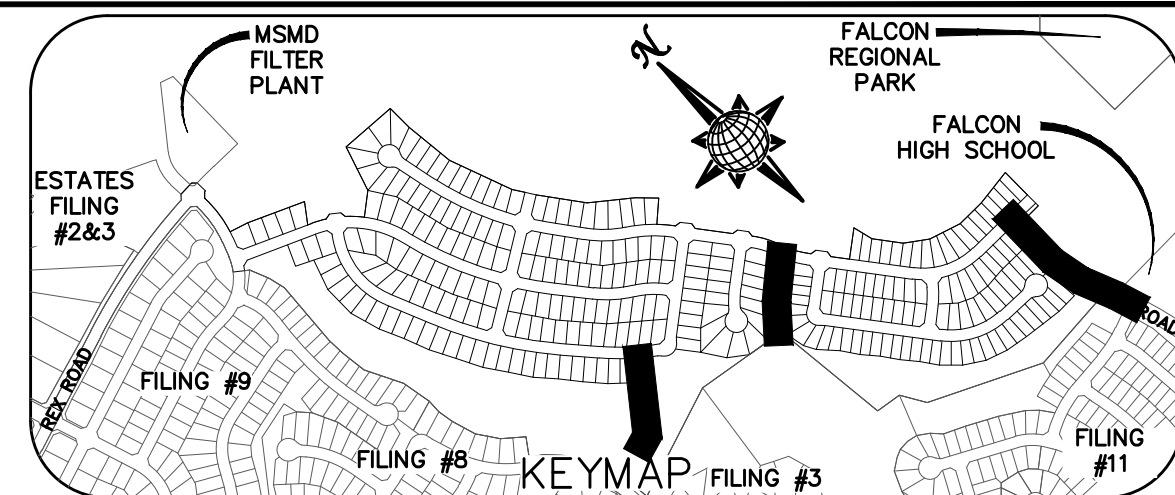 MSMD
FILTER
PLANT
N
FALCON
REGIONAL
PARK
FALCON
HIGH SCHOOL
ESTATES
FILING
#2&3
REX ROAD
FILING #9
FILING #8
KEYMAP
FILING #3
ROAD
FILING
#11